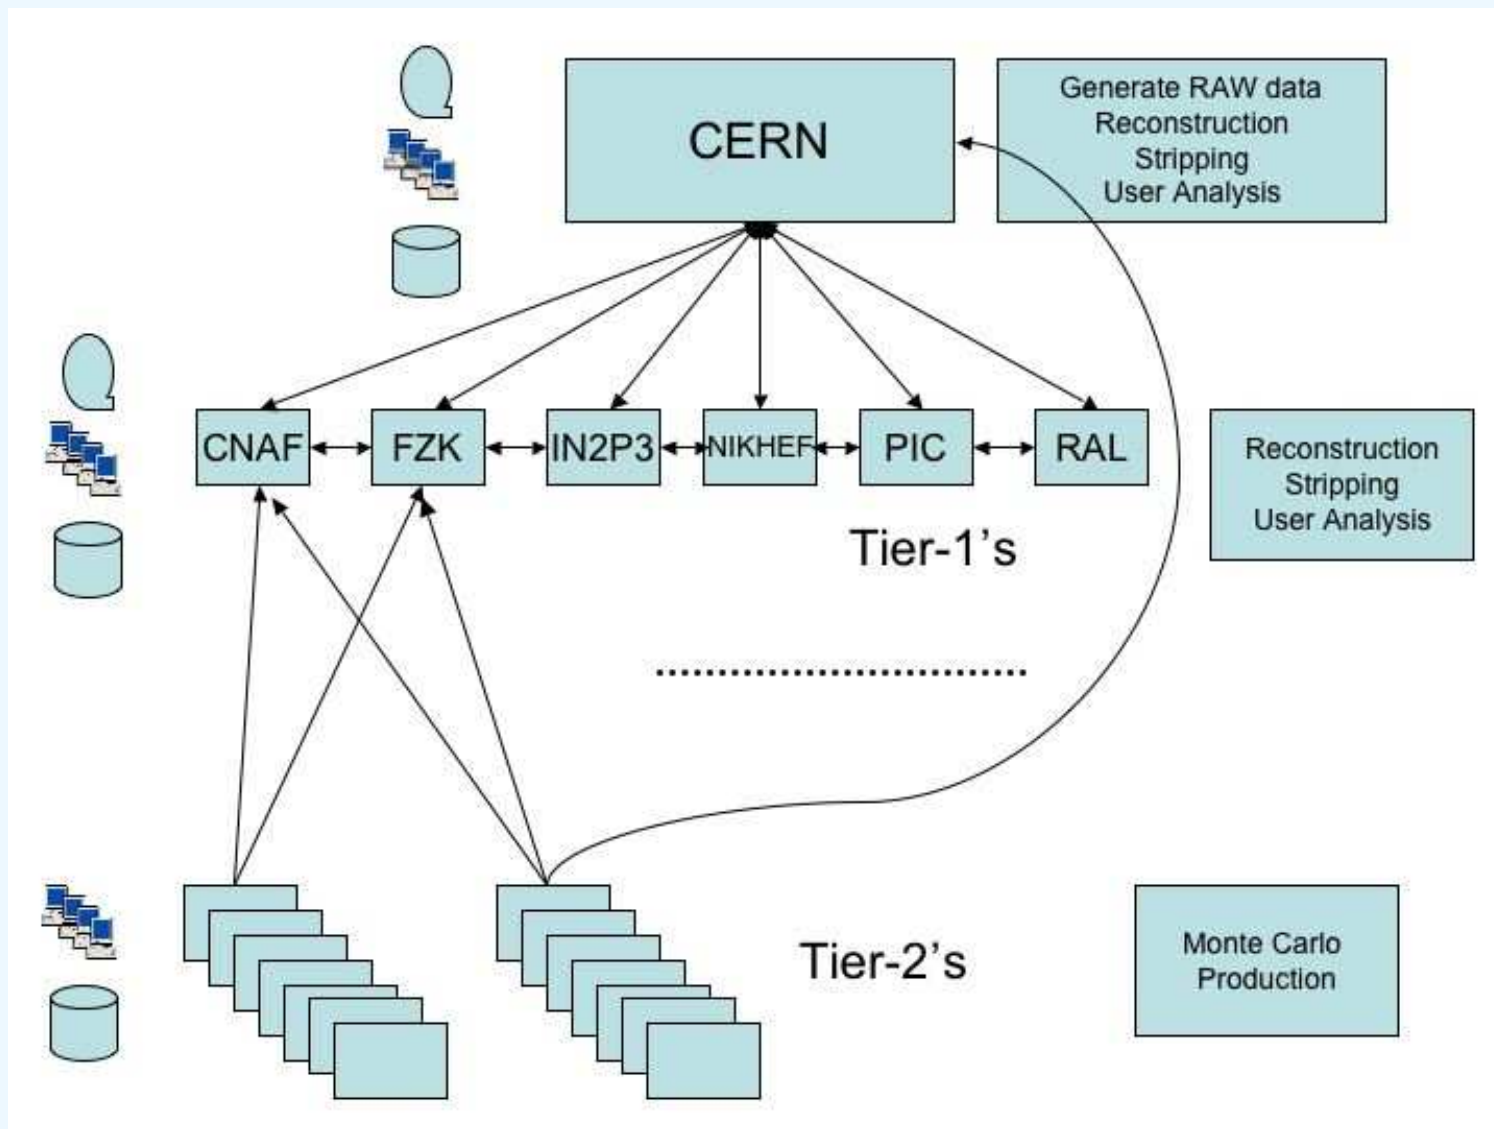 CERN
Generate RAW data
Reconstruction
Stripping
User Analysis
CNAF
FZK
IN2P3
NIKHEF
PIC
RAL
Reconstruction
Stripping
User Analysis
Tier-1's
Tier-2's
Monte Carlo
Production